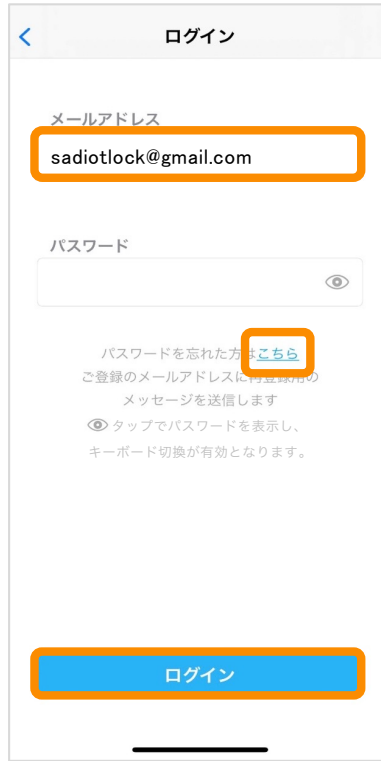 ログイン
メールアドレス
sadiotlock@gmail.com
パスワード
パスワードを忘れた方はこちら
ご登録のメールアドレスに再登録用の
メッセージを送信します
タップでパスワードを表示し、
キーボード切換が有効となります。
ログイン